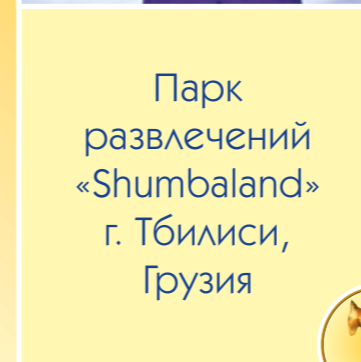 Парк
развлечений
«Shumbaland»
г. Тбилиси,
Грузия